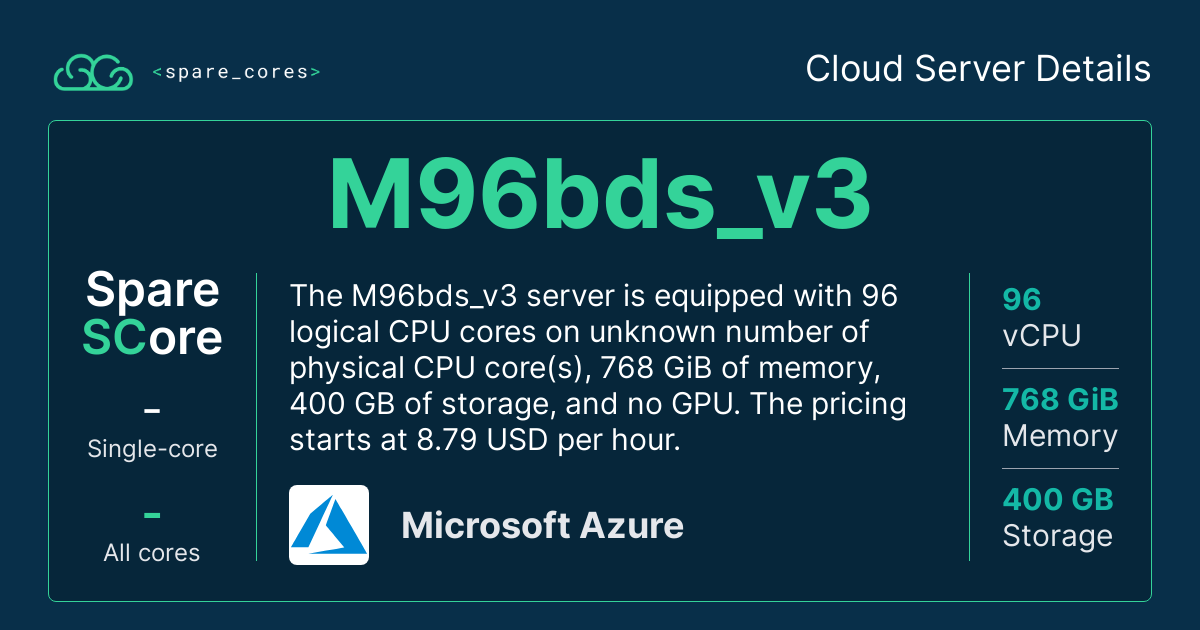 <spare_cores>
Cloud Server Details
M96bds_v3
Spare
SCore
–
Single-core
–
All cores
The M96bds_v3 server is equipped with 96
logical CPU cores on unknown number of
physical CPU core(s), 768 GiB of memory,
400 GB of storage, and no GPU. The pricing
starts at 8.79 USD per hour.
Microsoft Azure
96
vCPU
768 GiB
Memory
400 GB
Storage